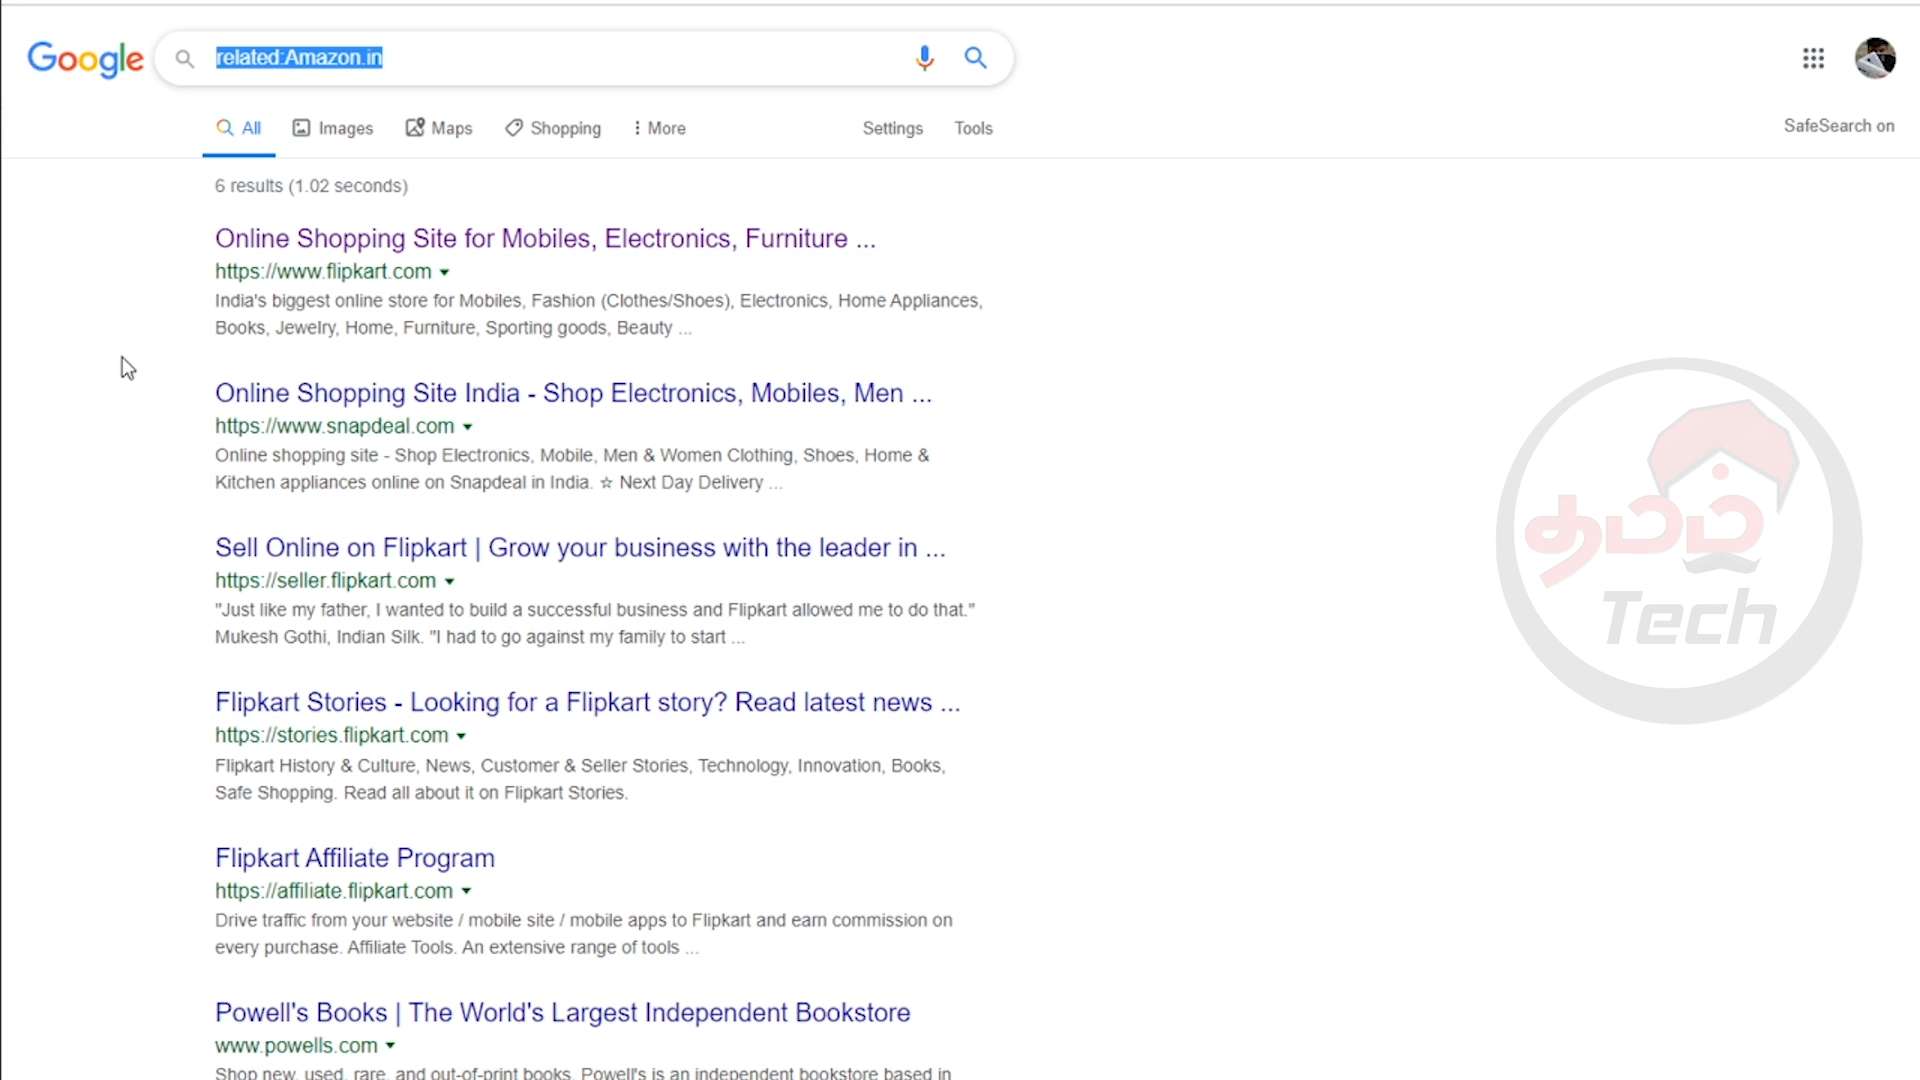 Google
related:Amazon.in
All
Images
Maps
Shopping
More
Settings
Tools
SafeSearch on
6 results (1.02 seconds)
Online Shopping Site for Mobiles, Electronics, Furniture ...
https://www.flipkart.com
India's biggest online store for Mobiles, Fashion (Clothes/Shoes), Electronics, Home Appliances,
Books, Jewelry, Home, Furniture, Sporting goods, Beauty ...
Online Shopping Site India - Shop Electronics, Mobiles, Men ...
https://www.snapdeal.com
Online shopping site - Shop Electronics, Mobile, Men & Women Clothing, Shoes, Home &
Kitchen appliances online on Snapdeal in India. ☆ Next Day Delivery ...
Sell Online on Flipkart | Grow your business with the leader in ...
https://seller.flipkart.com
"Just like my father, I wanted to build a successful business and Flipkart allowed me to do that."
Mukesh Gothi, Indian Silk. "I had to go against my family to start ...
Flipkart Stories - Looking for a Flipkart story? Read latest news ...
https://stories.flipkart.com
Flipkart History & Culture, News, Customer & Seller Stories, Technology, Innovation, Books,
Safe Shopping. Read all about it on Flipkart Stories.
Flipkart Affiliate Program
https://affiliate.flipkart.com
Drive traffic from your website / mobile site / mobile apps to Flipkart and earn commission on
every purchase. Affiliate Tools. An extensive range of tools ...
Powell's Books | The World's Largest Independent Bookstore
www.powells.com
Shop new, used, rare, and out-of-print books. Powell's is an independent bookstore based in
தமிழ்
Tech